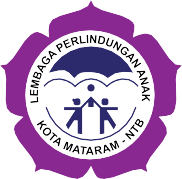 LEMBAGA PERLINDUNGAN ANAK
KOTA MATARAM - NTB